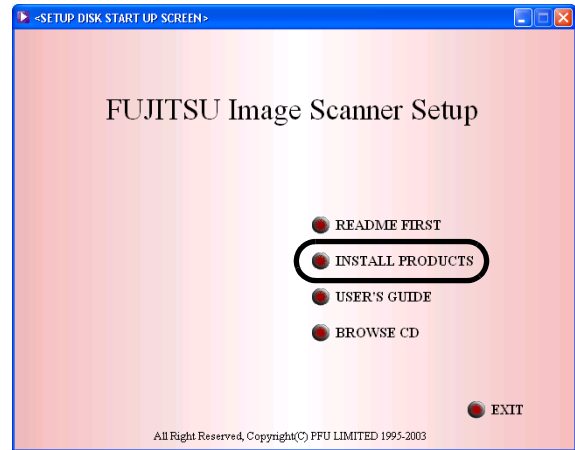 <SETUP DISK START UP SCREEN>
FUJITSU Image Scanner Setup
README FIRST
INSTALL PRODUCTS
USER'S GUIDE
BROWSE CD
EXIT
All Right Reserved, Copyright(C) PFU LIMITED 1995-2003